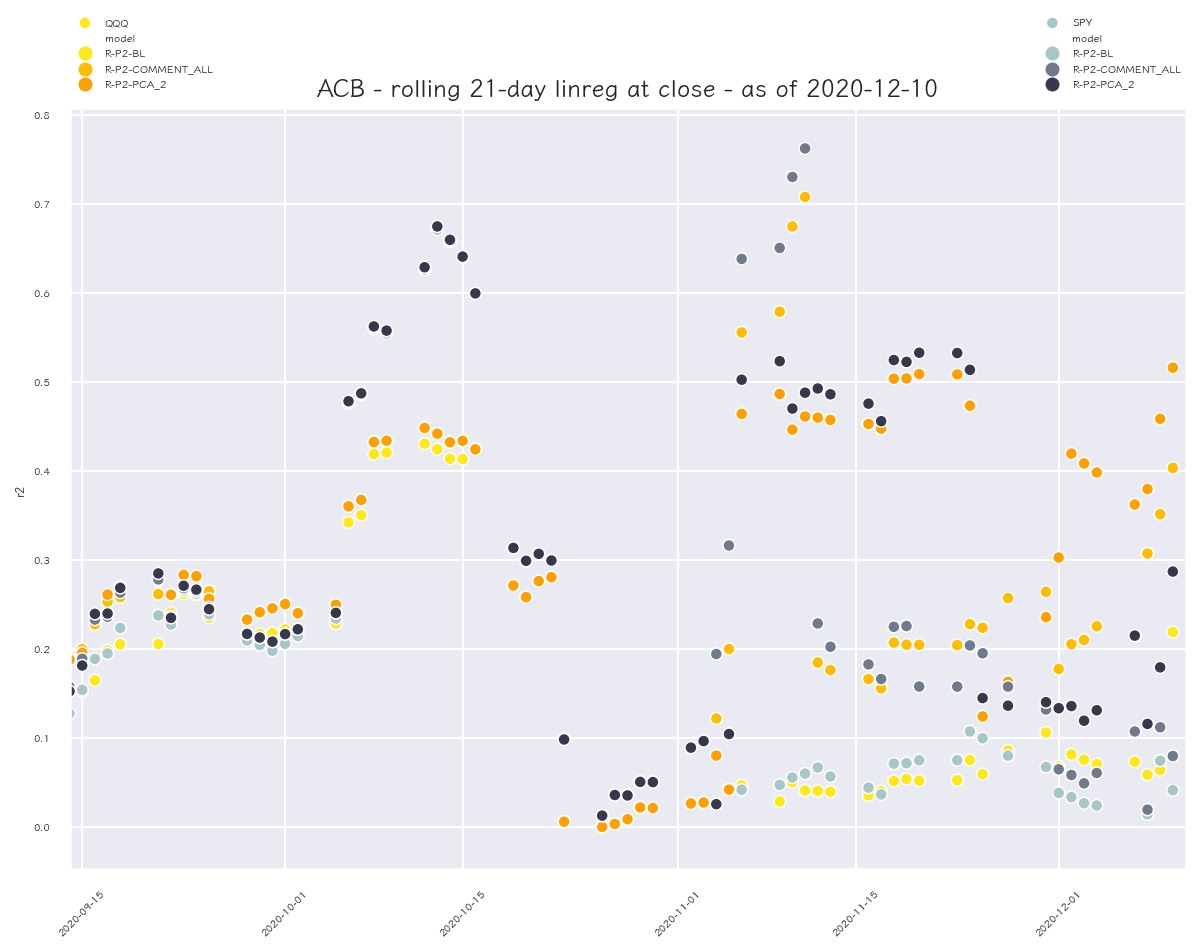 QQQ
model
R-P2-BL
R-P2-COMMENT_ALL
R-P2-PCA_2
SPY
model
R-P2-BL
R-P2-COMMENT_ALL
R-P2-PCA_2
ACB - rolling 21-day linreg at close - as of 2020-12-10
0.8
0.7
0.6
0.5
0.4
0.3
0.2
0.1
0.0
r2
2020-09-15
2020-10-01
2020-10-15
2020-11-01
2020-11-15
2020-12-01